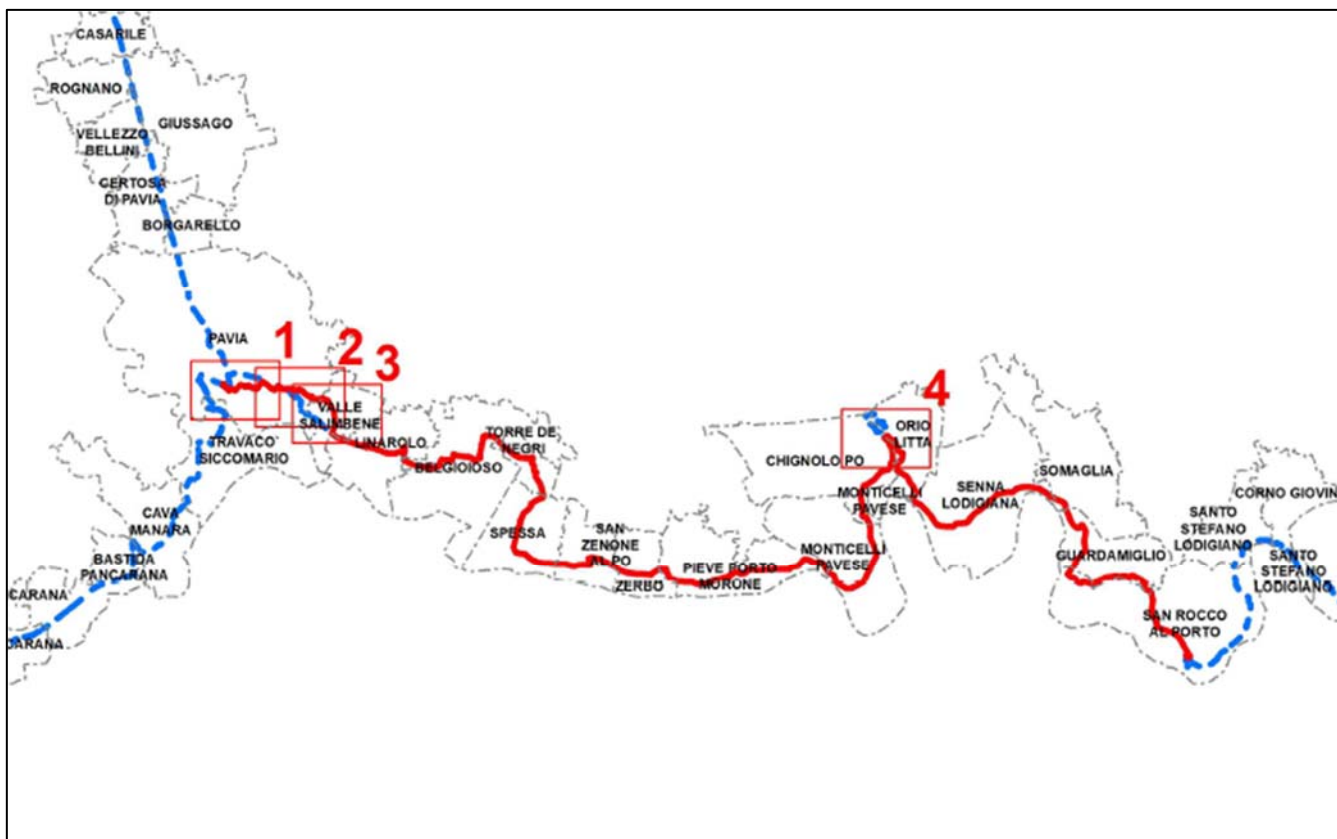 CASARILE
ROGNANO
GIUSSAGO
VELLEZZO
BELLINI
CERTOSA
DI PAVIA
BORGARELLO
PAVIA
1
2
3
VALLE
SALIMBENE
TRAVACO'
SICCOMARIO
LINAROLO
BELGIOIOSO
TORRE DE
NEGRI
4
ORIO
LITTA
CHIGNOLO PO
MONTICELLI
PAVESE
SENNA
LODIGIANA
SOMAGLIA
CORNO GIOVIN
SANTO
STEFANO
LODIGIANO
SANTO
STEFANO
LODIGIANO
CAVA
MANARA
BASTIDA
PANCARANA
SPESSA
SAN
ZENONE
AL PO
ZERBO
PIEVE PORTO
MORONE
MONTICELLI
PAVESE
GUARDAMIGLIO
SAN ROCCO
AL PORTO
CARANA
CARANA